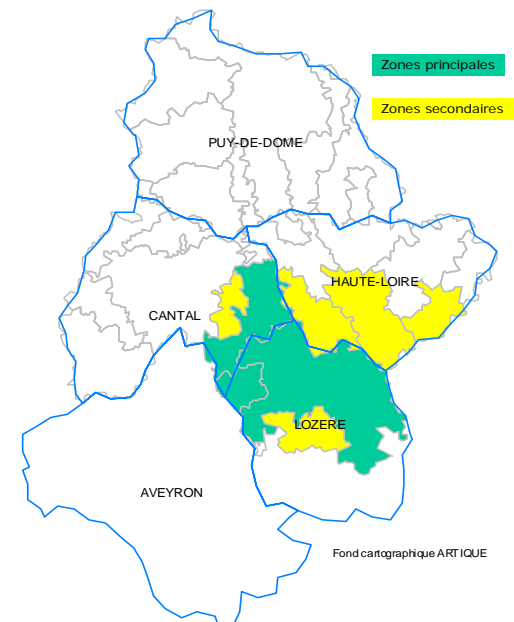 Zones principales
Zones secondaires
PUY-DE-DOME
HAUTE-LOIRE
CANTAL
LOZERE
AVEYRON
Fond cartographique ARTIQUE